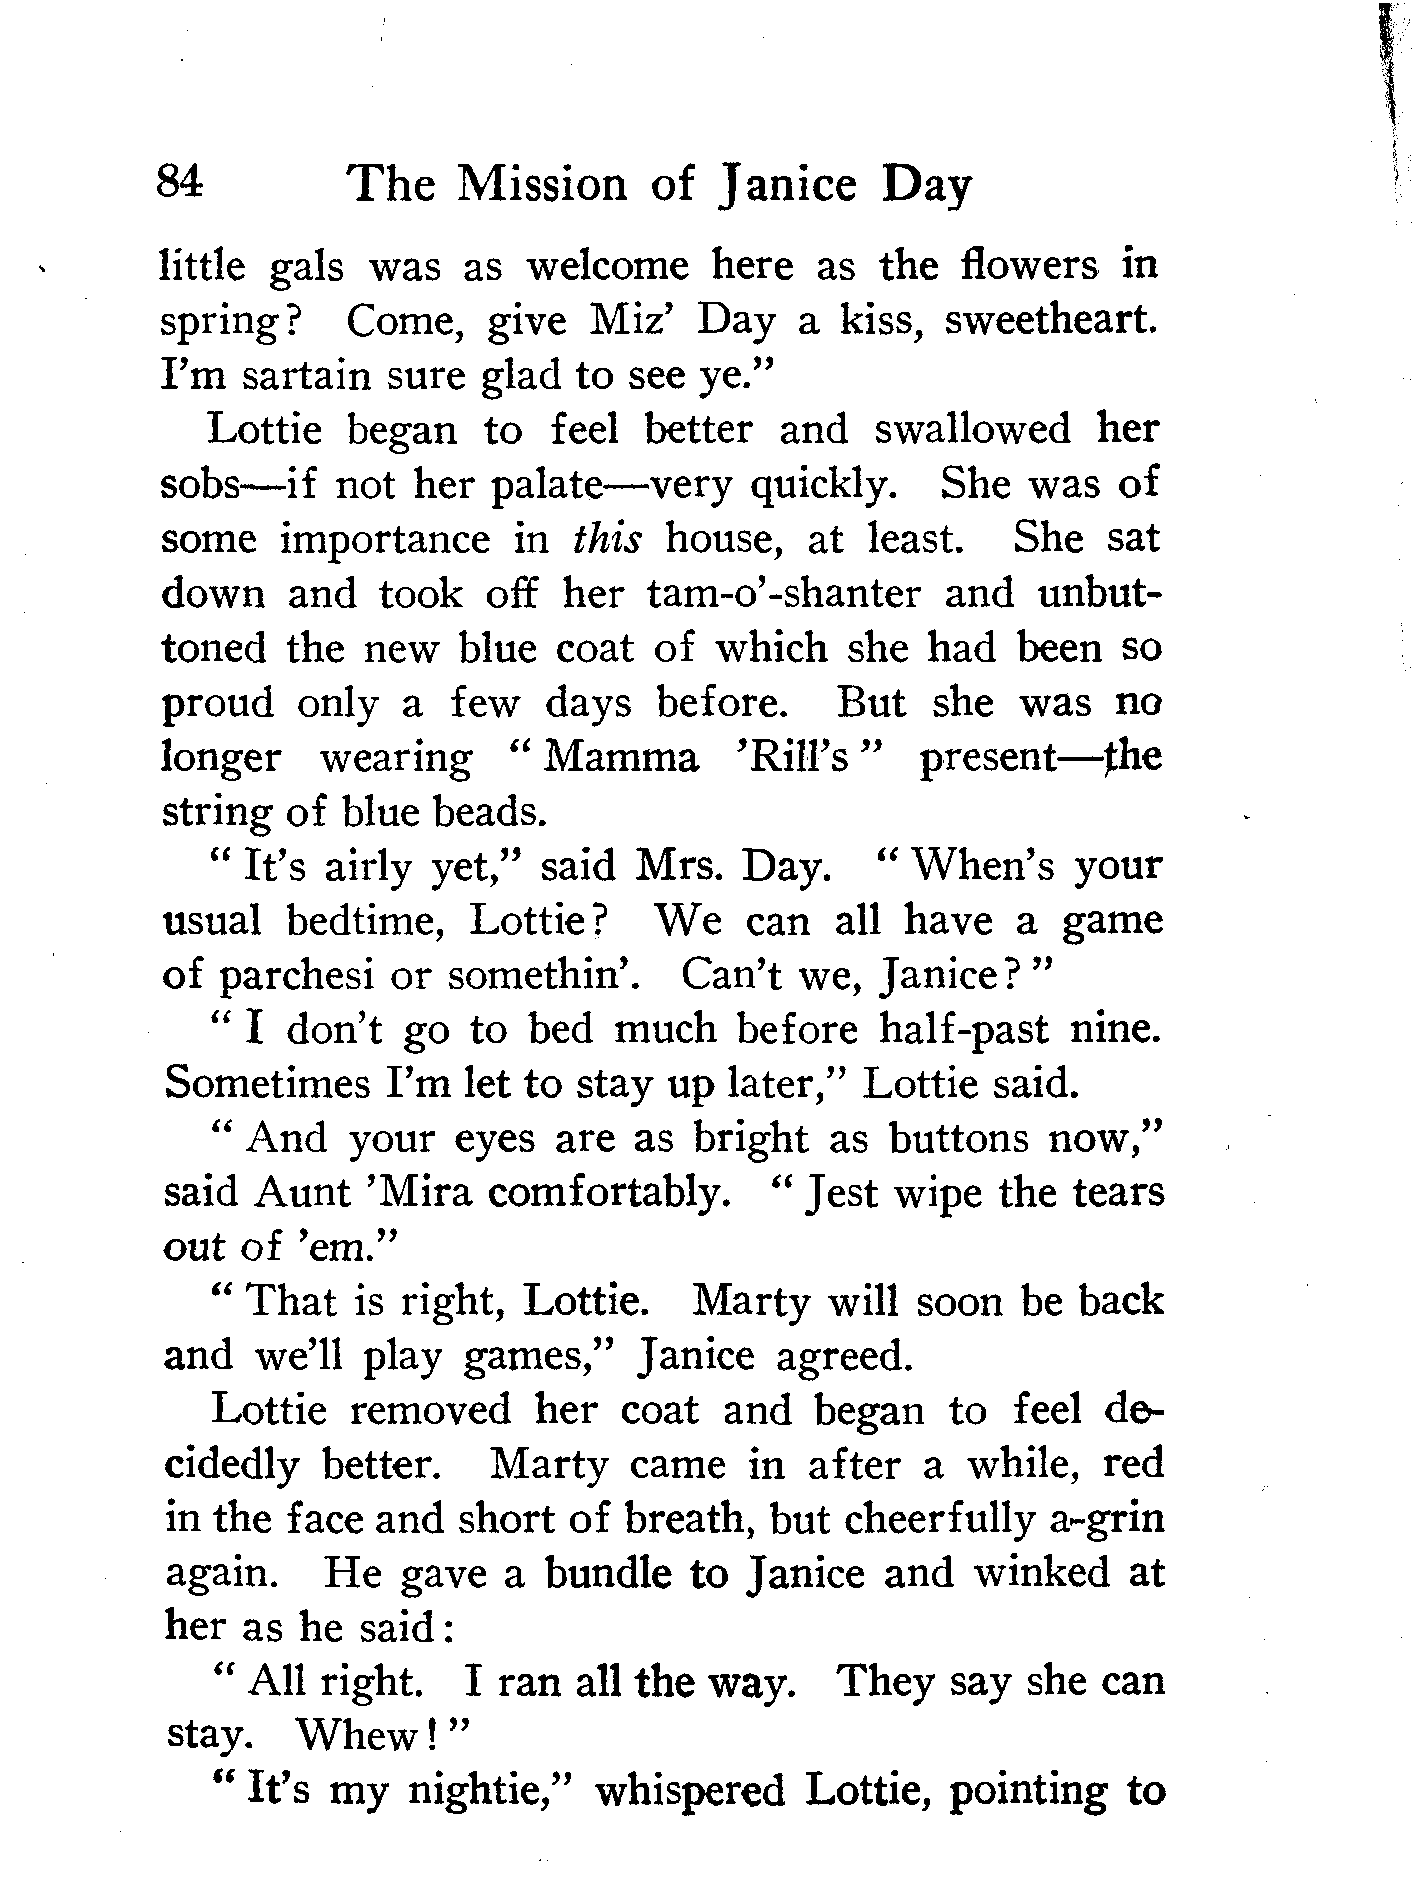 84 The Mission of Janice Day
little gals was as welcome here as the flowers in
spring? Come, give Miz' Day a kiss, sweetheart.
I'm sartain sure glad to see ye."
Lottie began to feel better and swallowed her
sobs—if not her palate—very quickly. She was of
some importance in this house, at least. She sat
down and took off her tam-o'-shanter and unbut-
toned the new blue coat of which she had been so
proud only a few days before. But she was no
longer wearing "Mamma 'Rill's" present—the
string of blue beads.
"It's airly yet," said Mrs. Day. "When's your
usual bedtime, Lottie? We can all have a game
of parchesi or somethin'. Can't we, Janice?"
"I don't go to bed much before half-past nine.
Sometimes I'm let to stay up later," Lottie said.
"And your eyes are as bright as buttons now,"
said Aunt 'Mira comfortably. "Jest wipe the tears
out of 'em."
"That is right, Lottie. Marty will soon be back
and we'll play games," Janice agreed.
Lottie removed her coat and began to feel de-
cidedly better. Marty came in after a while, red
in the face and short of breath, but cheerfully a-grin
again. He gave a bundle to Janice and winked at
her as he said:
"All right. I ran all the way. They say she can
stay. Whew!"
"It's my nightie," whispered Lottie, pointing to